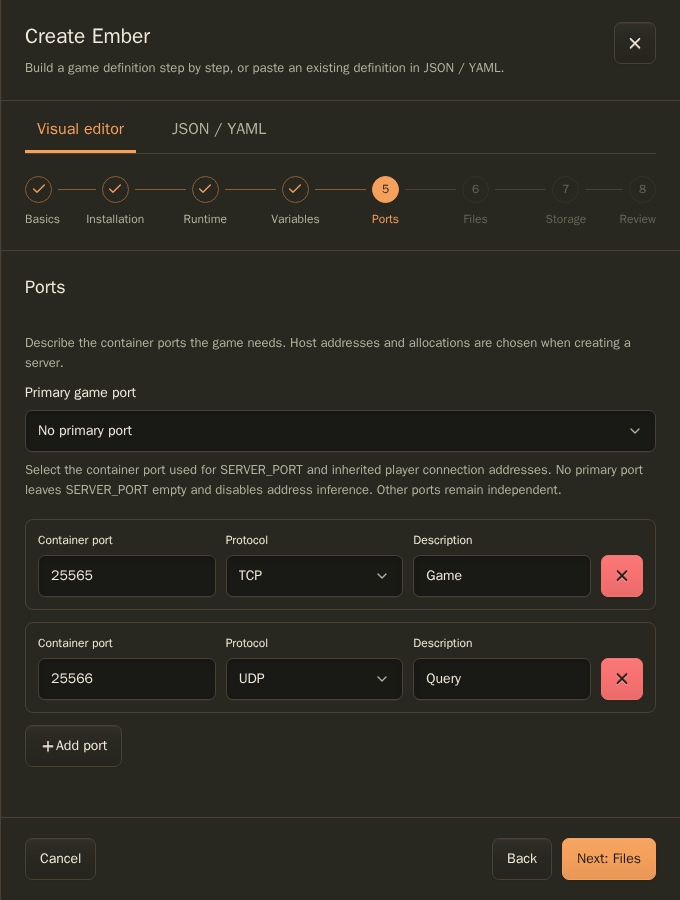 Create Ember
Build a game definition step by step, or paste an existing definition in JSON / YAML.
Visual editor
JSON / YAML
5
6
7
8
Basics
Installation
Runtime
Variables
Ports
Files
Storage
Review
Ports
Describe the container ports the game needs. Host addresses and allocations are chosen when creating a
server.
Primary game port
No primary port
Select the container port used for SERVER_PORT and inherited player connection addresses. No primary port
leaves SERVER_PORT empty and disables address inference. Other ports remain independent.
Container port
Protocol
Description
25565
TCP
Game
Container port
Protocol
Description
25566
UDP
Query
Add port
Cancel
Back
Next: Files